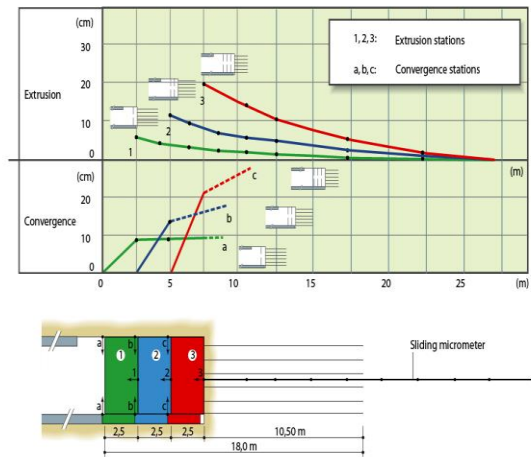 (cm)
30
20
10
0
Extrusion
1
2
3
1, 2, 3: Extrusion stations
a, b, c: Convergence stations
(cm)
20
10
0
Convergence
a
b
c
0 5 10 15 20 25 (m)
(m)
a b c
1 2 3
1 2 3
a b c
Sliding micrometer
2,5 2,5 2,5 10,50 m
18,0 m